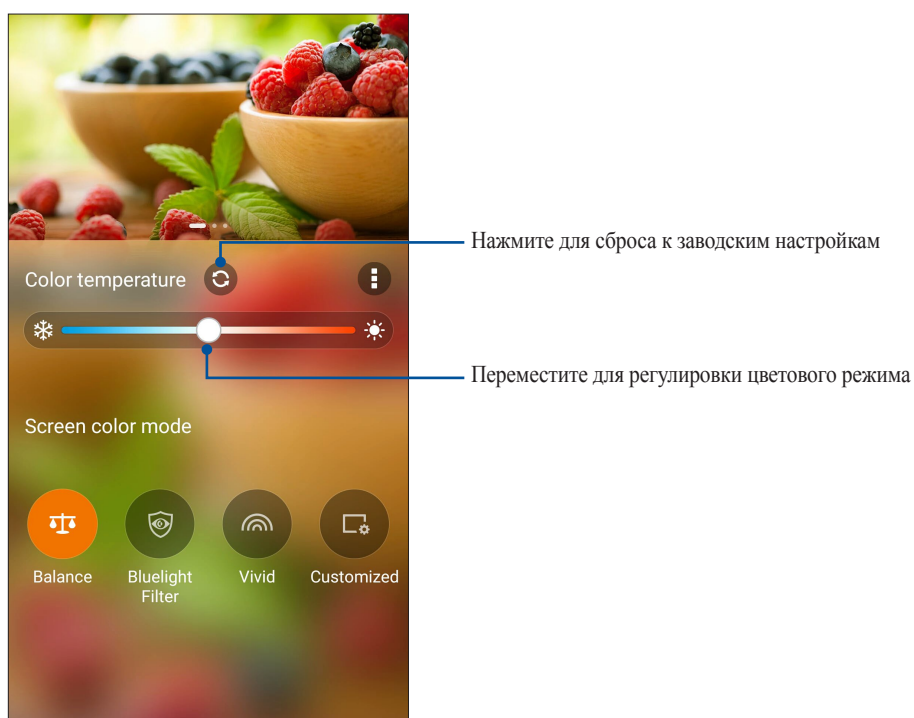 Нажмите для сброса к заводским настройкам
Color temperature
Переместите для регулировки цветового режима
Screen color mode
Balance
Bluelight
Filter
Vivid
Customized